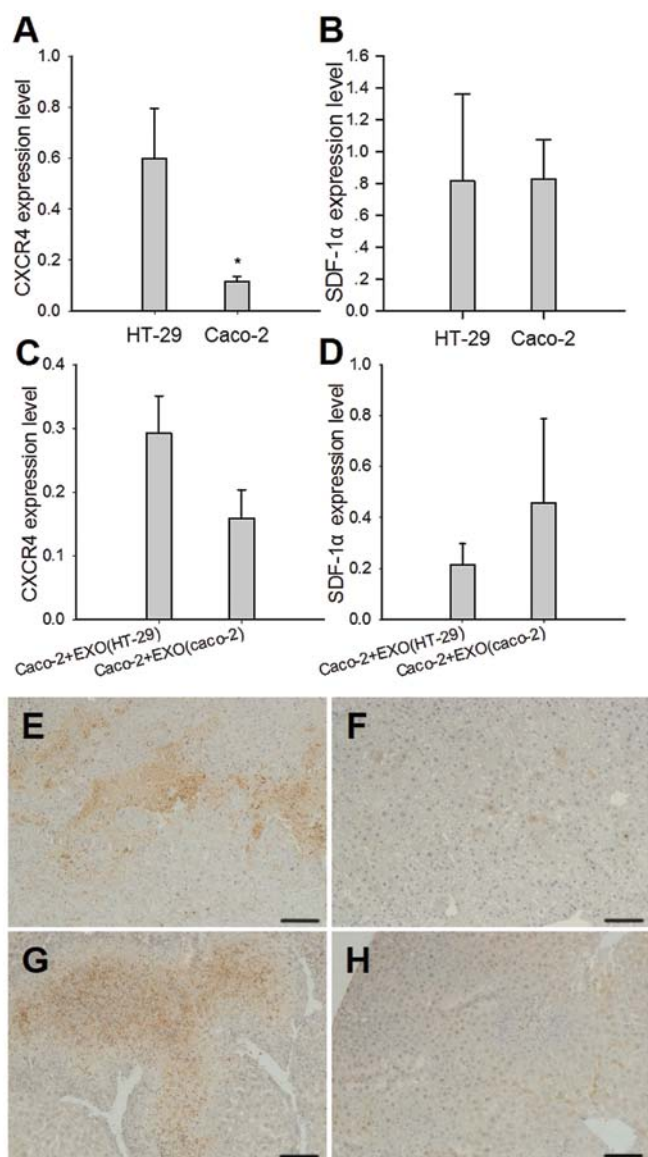 A
CXCR4 expression level
1.0
0.8
0.6
0.4
0.2
0.0
*
HT-29 Caco-2
B
SDF-1α expression level
1.6
1.4
1.2
1.0
.8
.6
.4
.2
0.0
HT-29 Caco-2
C
CXCR4 expression level
0.4
0.3
0.2
0.1
0.0
Caco-2+EXO(HT-29)
Caco-2+EXO(caco-2)
D
SDF-1α expression level
1.0
0.8
0.6
0.4
0.2
0.0
Caco-2+EXO(HT-29)
Caco-2+EXO(caco-2)
E
F
G
H